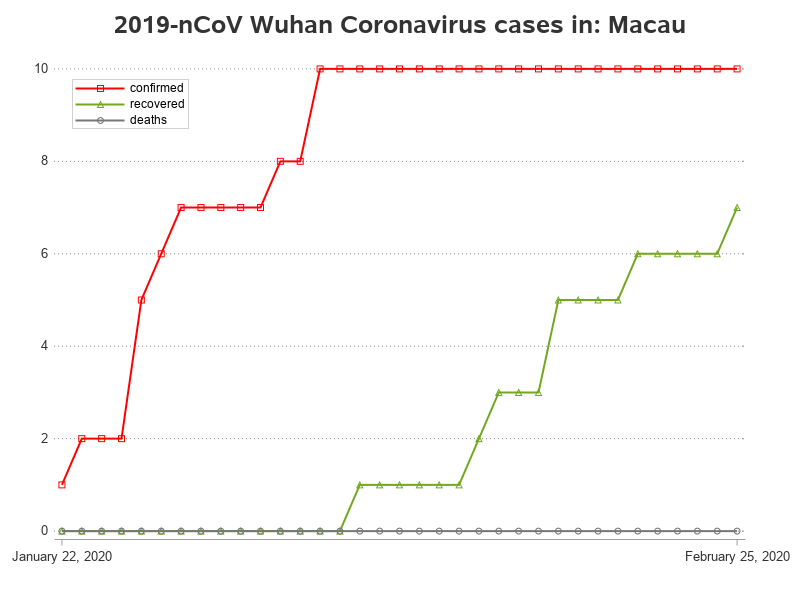 2019-nCoV Wuhan Coronavirus cases in: Macau
10
confirmed
recovered
deaths
8
6
4
2
0
January 22, 2020
February 25, 2020